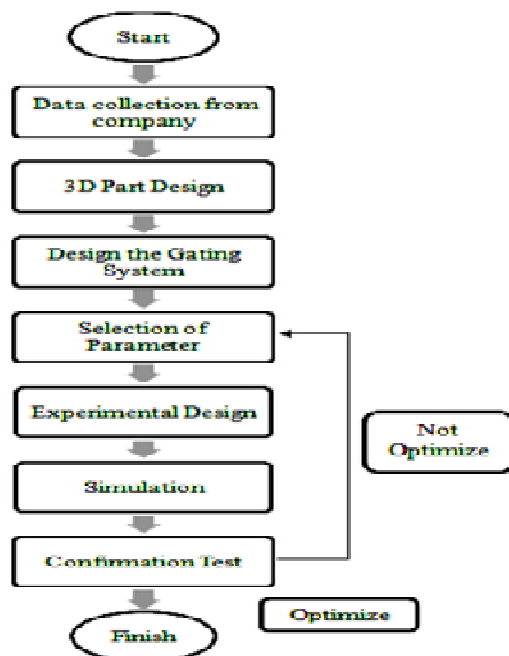 Start
Data collection from
company
3D Part Design
Design the Gating
System
Selection of
Parameter
Experimental Design
Simulation
Confirmation Test
Not
Optimize
Optimize
Finish